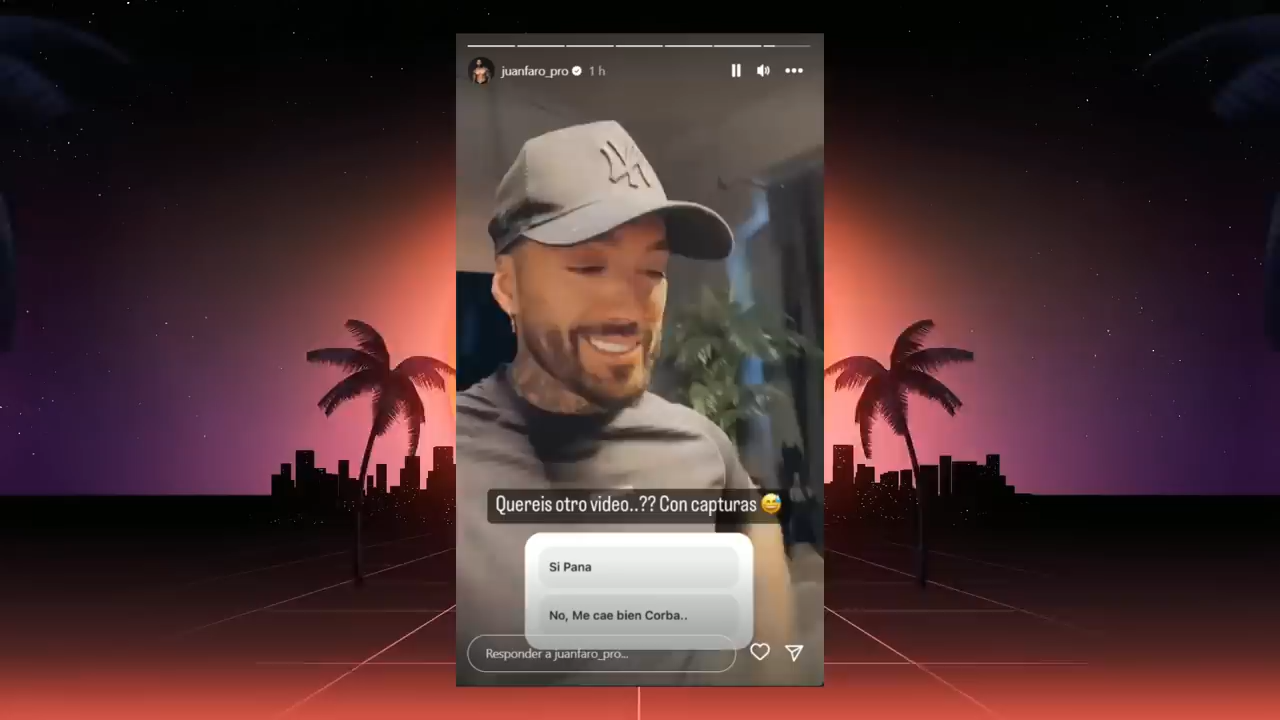 juanfaro_pro 1 h
Quereis otro video..?? Con capturas 😅
Si Pana
No, Me cae bien Corba..
Responder a juanfaro_pro...